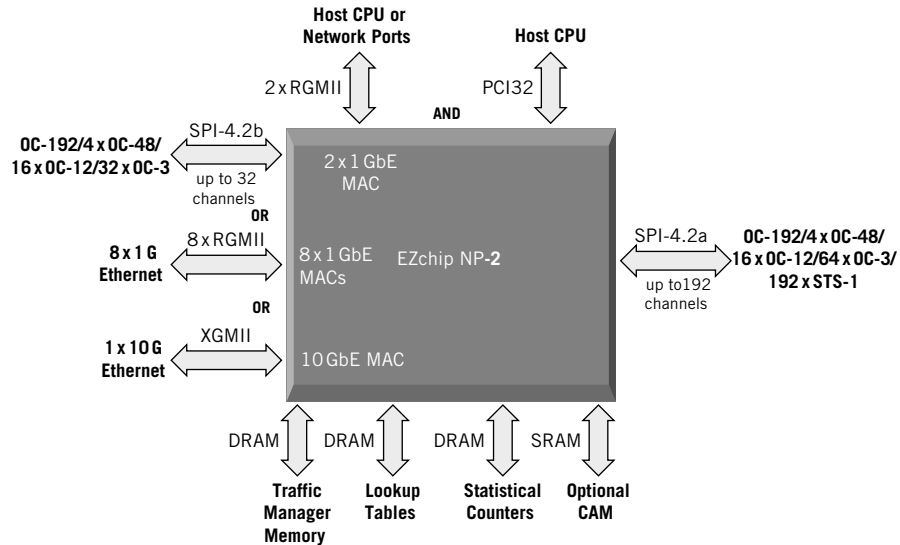 Host CPU or
Network Ports
Host CPU
2 x RGMII
PCI32
AND
SPI-4.2b
OC-192/4 x OC-48/
16 x OC-12/32 x OC-3
up to 32
channels
OR
2 x 1 GbE
MAC
8 x 1 G
Ethernet
8 x RGMII
8 x 1 GbE
MACs
EZchip NP-2
SPI-4.2a
up to192
channels
OC-192/4 x OC-48/
16 x OC-12/64 x OC-3/
192 x STS-1
OR
XGMII
1 x 10 G
Ethernet
10 GbE MAC
DRAM
DRAM
DRAM
SRAM
Traffic
Manager
Memory
Lookup
Tables
Statistical
Counters
Optional
CAM